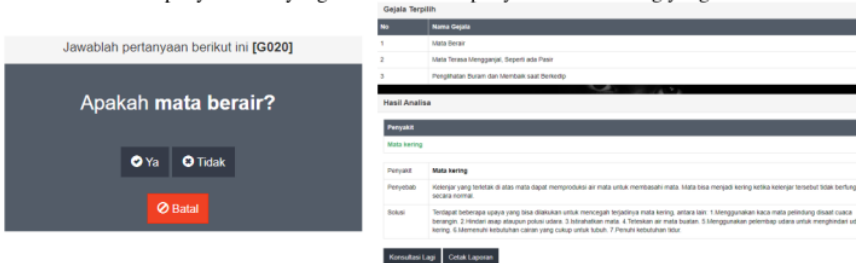 Jawablah pertanyaan berikut ini [G020]
Apakah mata berair?
Ya
Tidak
Batal
Gejala Terpilih
No Nama Gejala
1 Mata Berair
2 Mata Terasa Mengganjal, Seperti ada Pasir
3 Penglihatan Buram dan Membaik saat Berkedip
Hasil Analisa
Penyakit
Mata kering
Penyakit Mata kering
Penyebab Kelenjar yang terletak di atas mata dapat memproduksi air mata untuk membasahi mata. Mata bisa menjadi kering ketika kelenjar tersebut tidak
secara normal.
Solusi Terdapat beberapa upaya yang bisa dilakukan untuk mencegah terjadinya mata kering, antara lain :1.Menggunakan kaca mata pelindung disaat cuaca
berangin. 2.Hindari asap ataupun polusi udara. 3.Istirahatkan mata. 4.Teteskan air mata buatan. 5.Menggunakan pelembap udara untuk menghindari
kering. 6.Memenuhi kebutuhan cairan yang cukup untuk tubuh. 7.Penuhi kebutuhan tidur.
Konsultasi Lagi Cetak Laporan